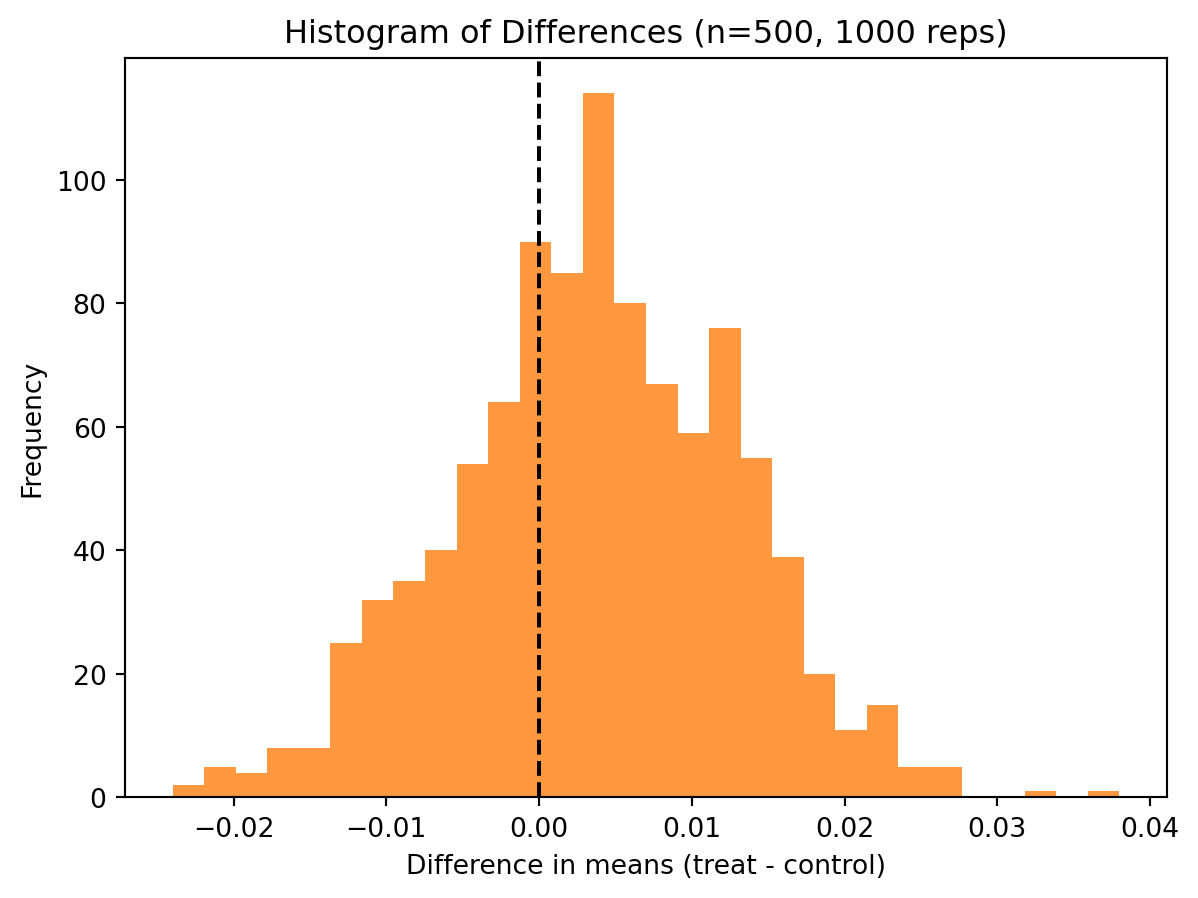 Histogram of Differences (n=500, 1000 reps)
100
80
60
40
20
0
Frequency
−0.02 −0.01 0.00 0.01 0.02 0.03 0.04
Difference in means (treat - control)